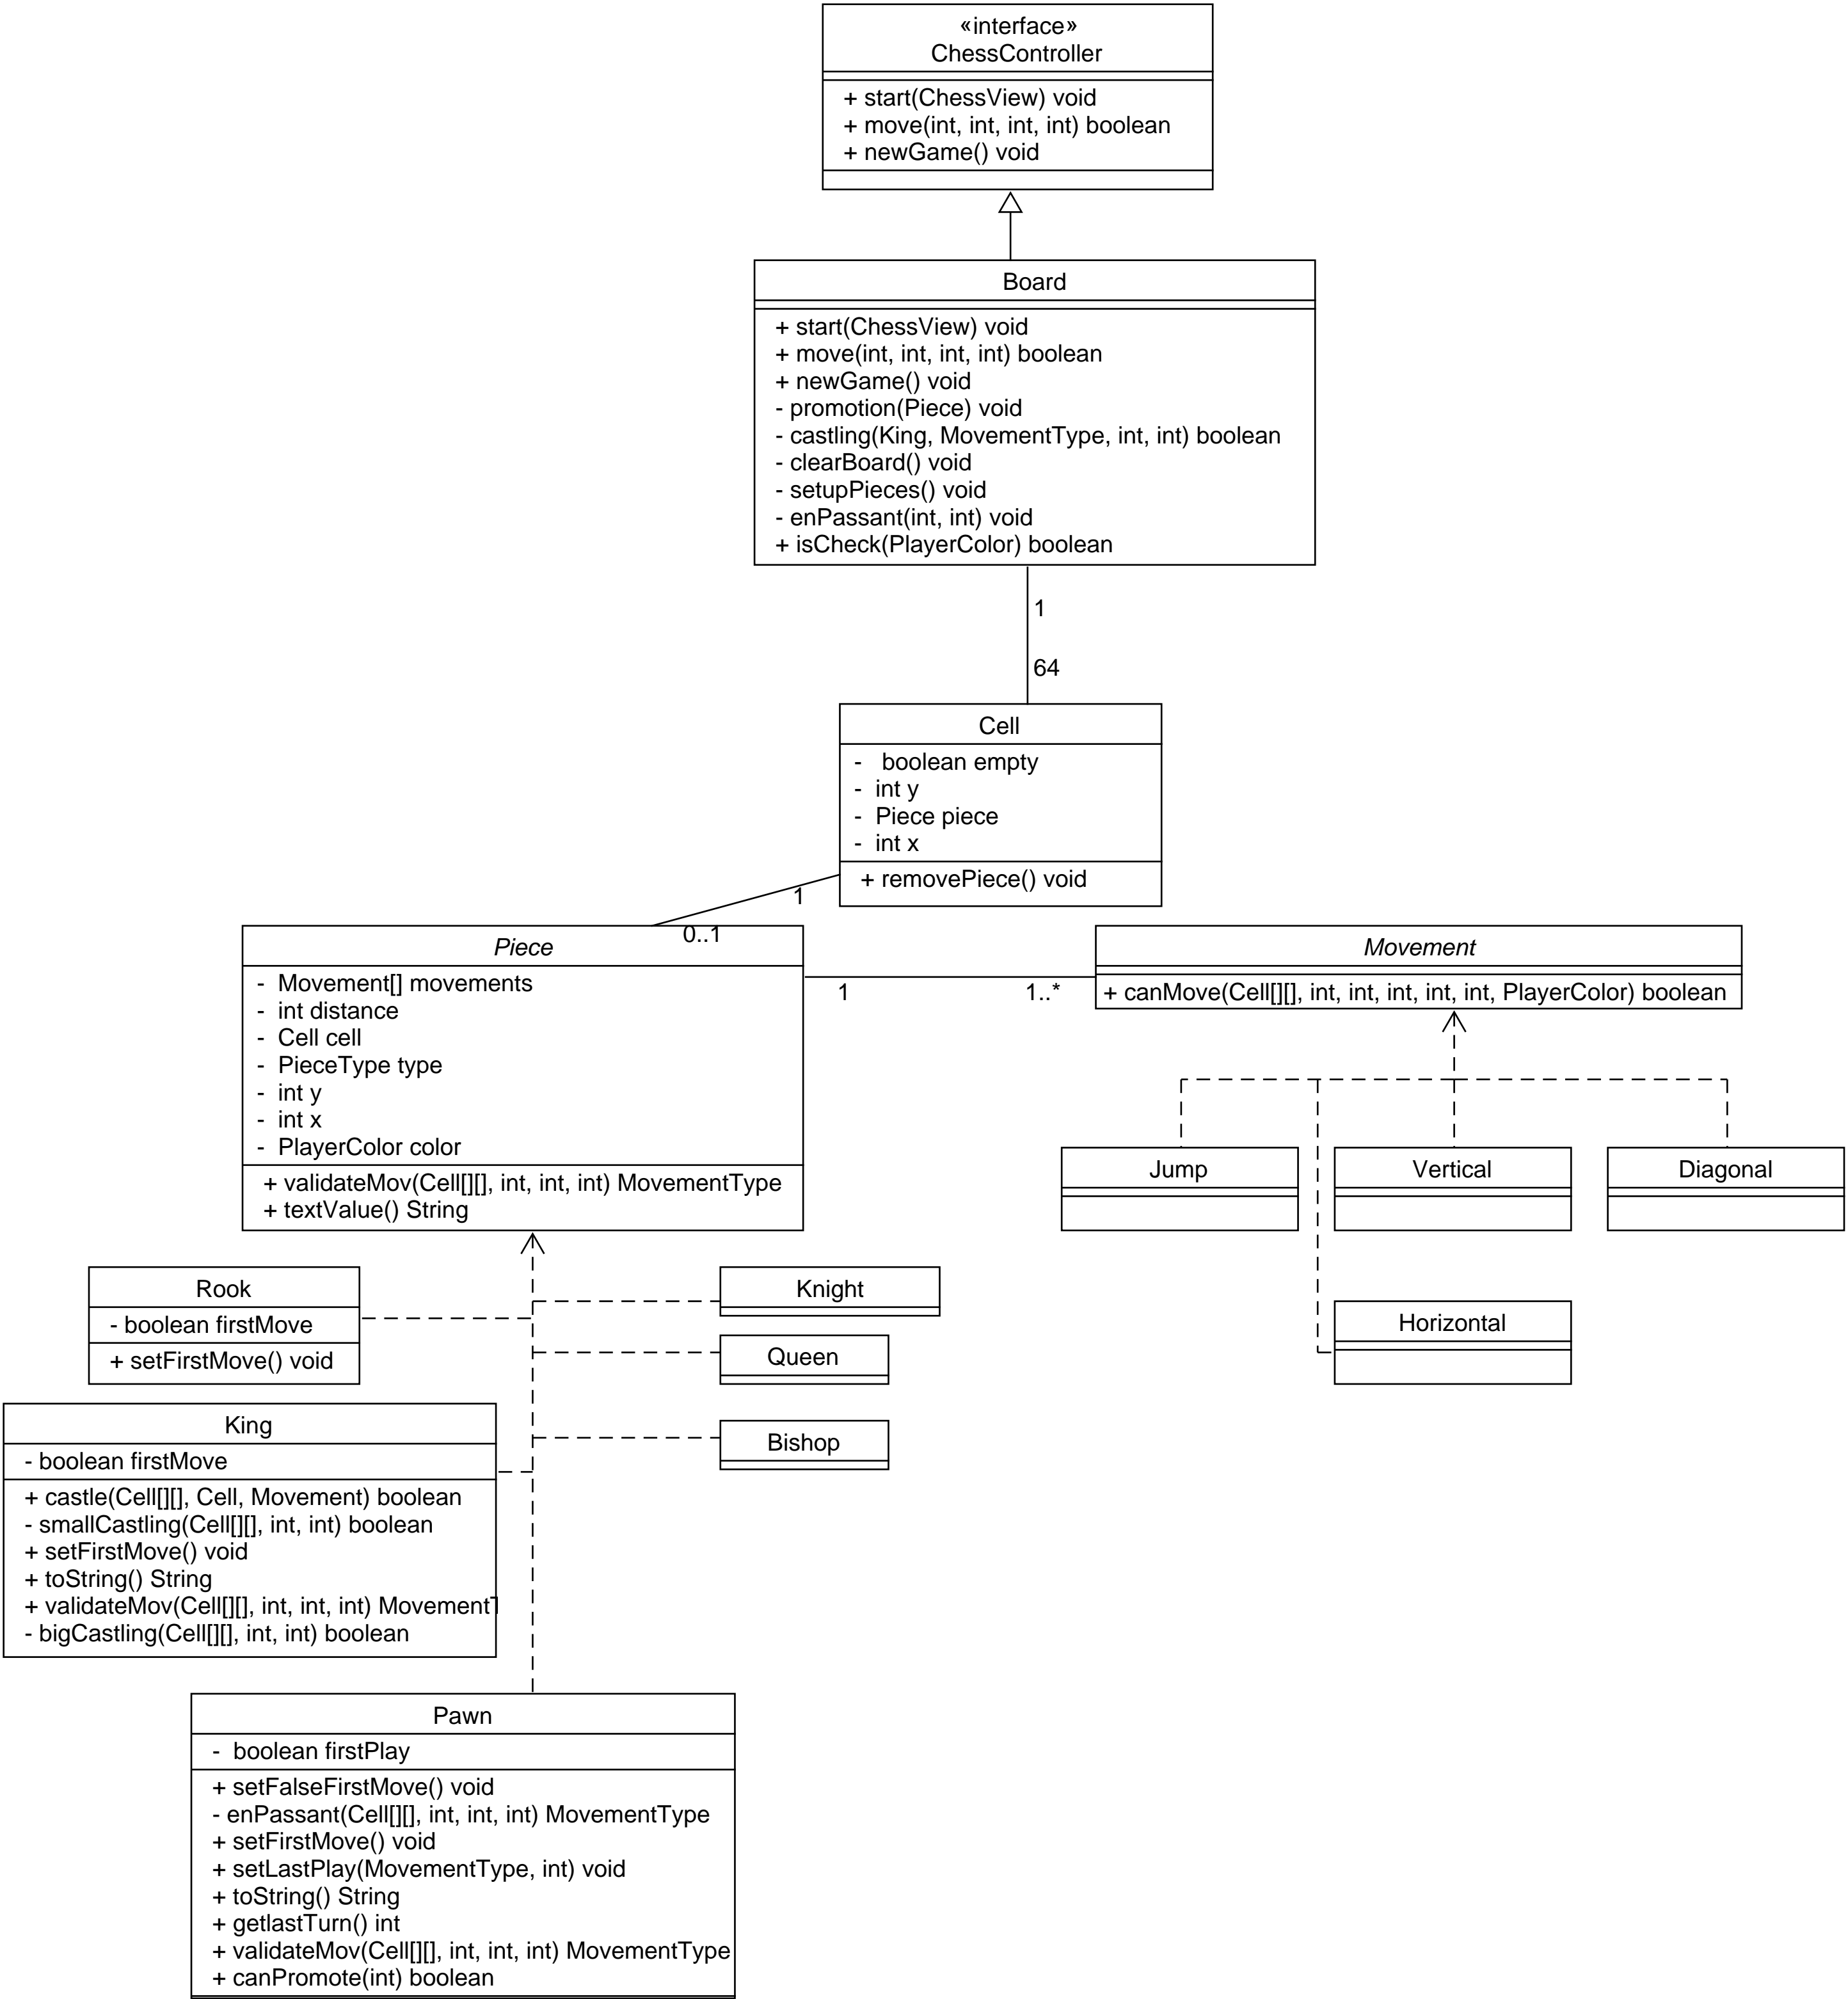 «interface»
ChessController
+ start(ChessView) void
+ move(int, int, int, int) boolean
+ newGame() void
Board
+ start(ChessView) void
+ move(int, int, int, int) boolean
+ newGame() void
- promotion(Piece) void
- castling(King, MovementType, int, int) boolean
- clearBoard() void
- setupPieces() void
- enPassant(int, int) void
+ isCheck(PlayerColor) boolean
1
64
Cell
- boolean empty
- int y
- Piece piece
- int x
+ removePiece() void
1
0..1
Piece
- Movement[] movements
- int distance
- Cell cell
- PieceType type
- int y
- int x
- PlayerColor color
+ validateMov(Cell[][], int, int, int) MovementType
+ textValue() String
1
1..*
Movement
+ canMove(Cell[][], int, int, int, int, int, PlayerColor) boolean
Jump
Vertical
Diagonal
Horizontal
Rook
- boolean firstMove
+ setFirstMove() void
Knight
Queen
Bishop
King
- boolean firstMove
+ castle(Cell[][], Cell, Movement) boolean
- smallCastling(Cell[][], int, int) boolean
+ setFirstMove() void
+ toString() String
+ validateMov(Cell[][], int, int, int) MovementT
- bigCastling(Cell[][], int, int) boolean
Pawn
- boolean firstPlay
+ setFalseFirstMove() void
- enPassant(Cell[][], int, int, int) MovementType
+ setFirstMove() void
+ setLastPlay(MovementType, int) void
+ toString() String
+ getlastTurn() int
+ validateMov(Cell[][], int, int, int) MovementType
+ canPromote(int) boolean